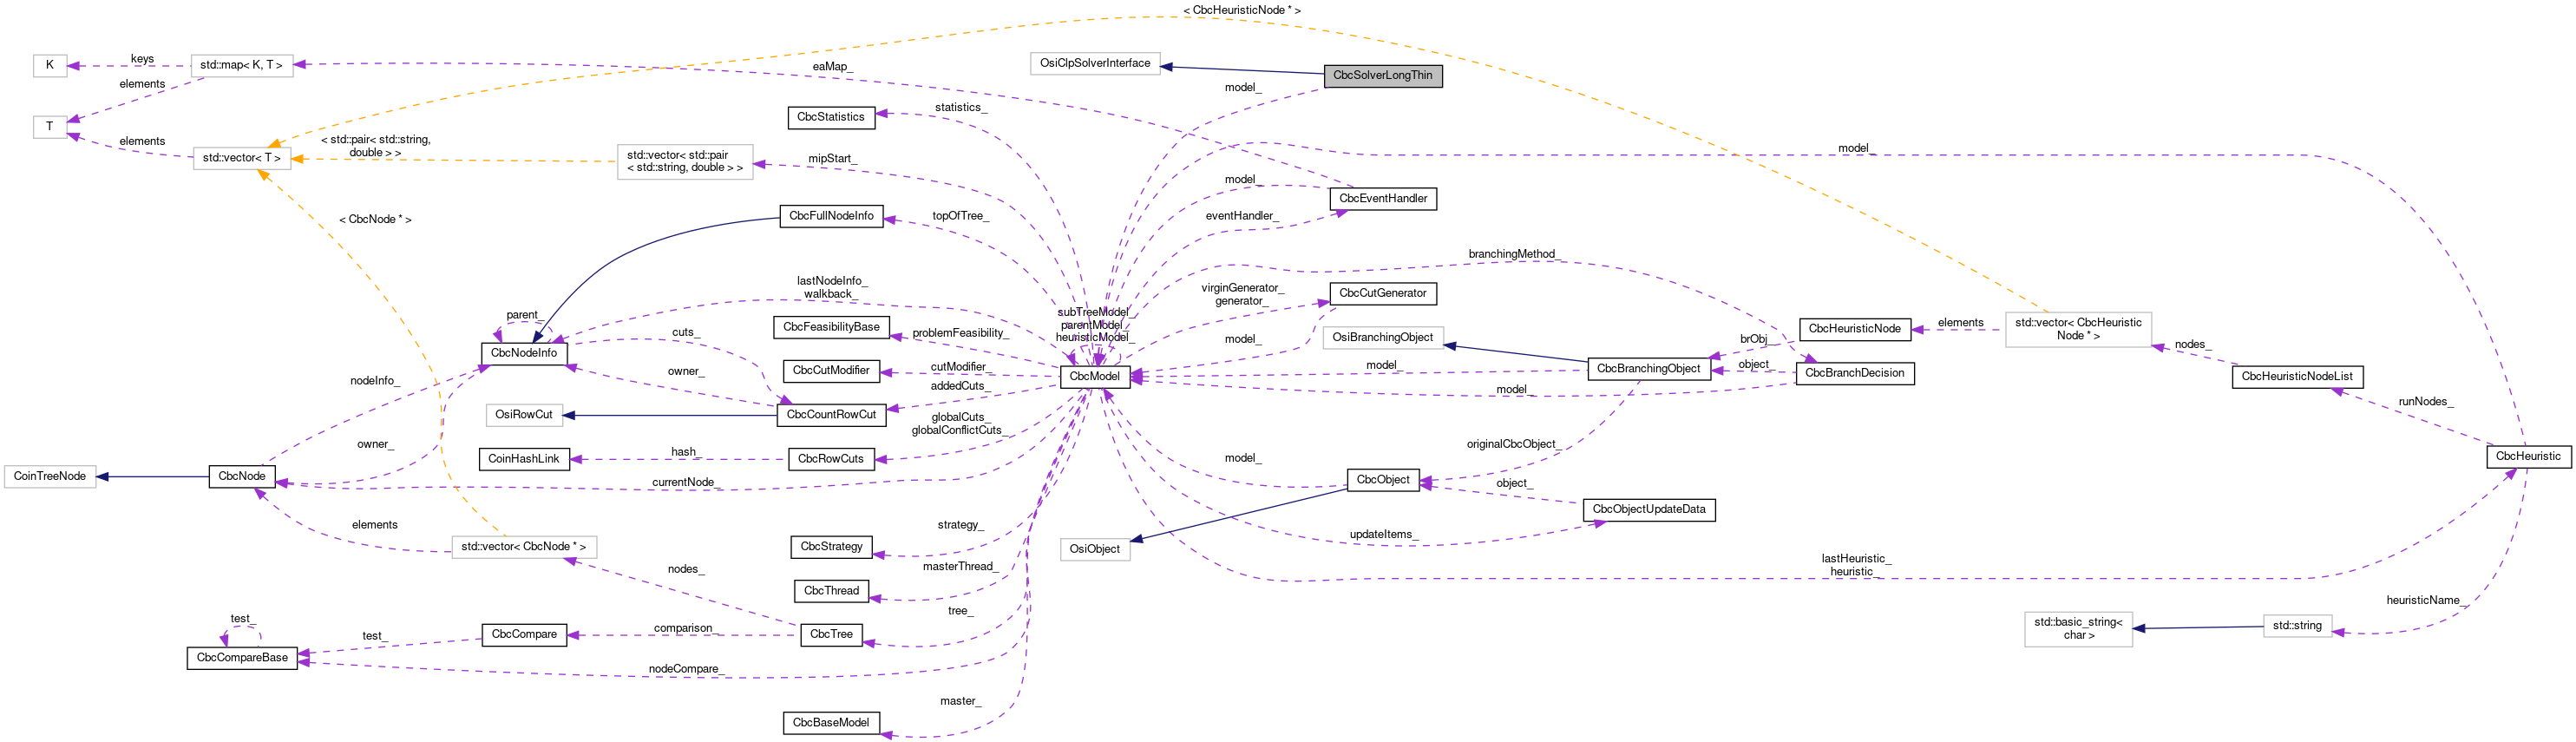 < CbcHeuristicNode * >
K
keys
std::map< K, T >
eaMap_
OsiClpSolverInterface
CbcSolverLongThin
elements
model_
statistics_
CbcStatistics
T
elements
< std::pair< std::string,
double > >
std::vector< T >
std::vector< std::pair
< std::string, double > >
mipStart_
model_
model_
CbcEventHandler
< CbcNode * >
CbcFullNodeInfo
topOfTree_
eventHandler_
branchingMethod_
lastNodeInfo_
walkback_
virginGenerator_
generator_
CbcCutGenerator
parent_
cuts_
CbcFeasibilityBase
problemFeasibility_
subTreeModel_
parentModel_
heuristicModel_
model_
OsiBranchingObject
brObj_
CbcHeuristicNode
elements
std::vector< CbcHeuristic
Node * >
nodes_
CbcNodeInfo
CbcCutModifier
cutModifier_
CbcModel
model_
CbcBranchingObject
object_
CbcBranchDecision
CbcHeuristicNodeList
nodeInfo_
owner_
addedCuts_
model_
runNodes_
OsiRowCut
CbcCountRowCut
globalCuts_
globalConflictCuts_
owner_
originalCbcObject_
CoinHashLink
hash_
CbcRowCuts
model_
CbcHeuristic
CoinTreeNode
CbcNode
currentNode_
CbcObject
object_
CbcObjectUpdateData
elements
strategy_
updateItems_
std::vector< CbcNode * >
CbcStrategy
OsiObject
nodes_
masterThread_
lastHeuristic_
heuristic_
CbcThread
heuristicName_
test_
tree_
CbcCompare
comparison_
CbcTree
test_
std::basic_string<
char >
std::string
CbcCompareBase
nodeCompare_
master_
CbcBaseModel